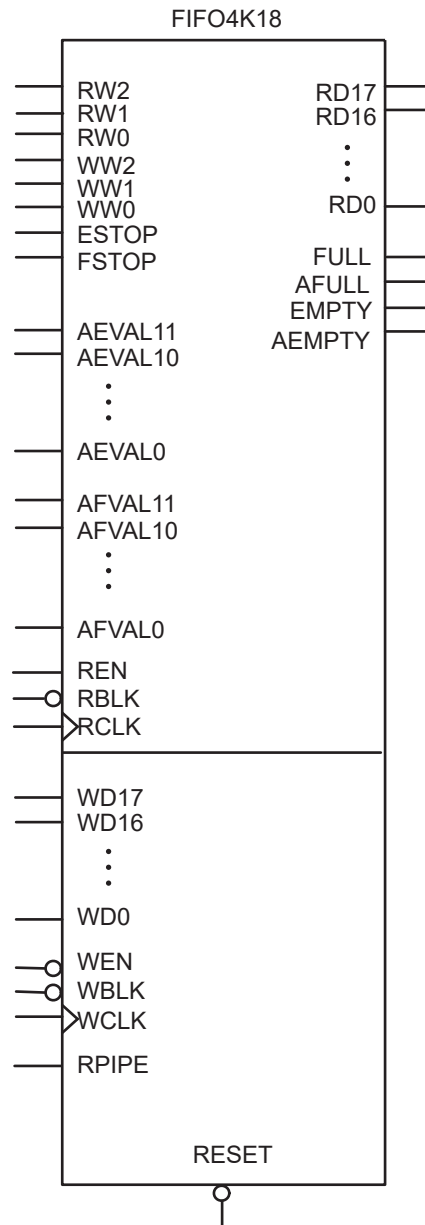 FIFO4K18
RW2
RW1
RW0
WW2
WW1
WW0
ESTOP
FSTOP
AEVAL11
AEVAL10
AEVAL0
AFVAL11
AFVAL10
AFVAL0
REN
RBLK
RCLK
RD17
RD16
RD0
FULL
AFULL
EMPTY
AEMPTY
WD17
WD16
WD0
WEN
WBLK
WCLK
RPIPE
RESET